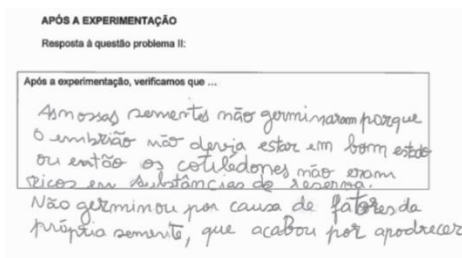 APÓS A EXPERIMENTAÇÃO
Resposta à questão problema II:
Após a experimentação, verificamos que ...
As nossas sementes não germinaram porque
o embrião não devia estar em bom estado
ou então os cotilédones não eram
ricos em substâncias de reserva.
Não germinou por causa de fatores da
própria semente, que acabou por apodrecer